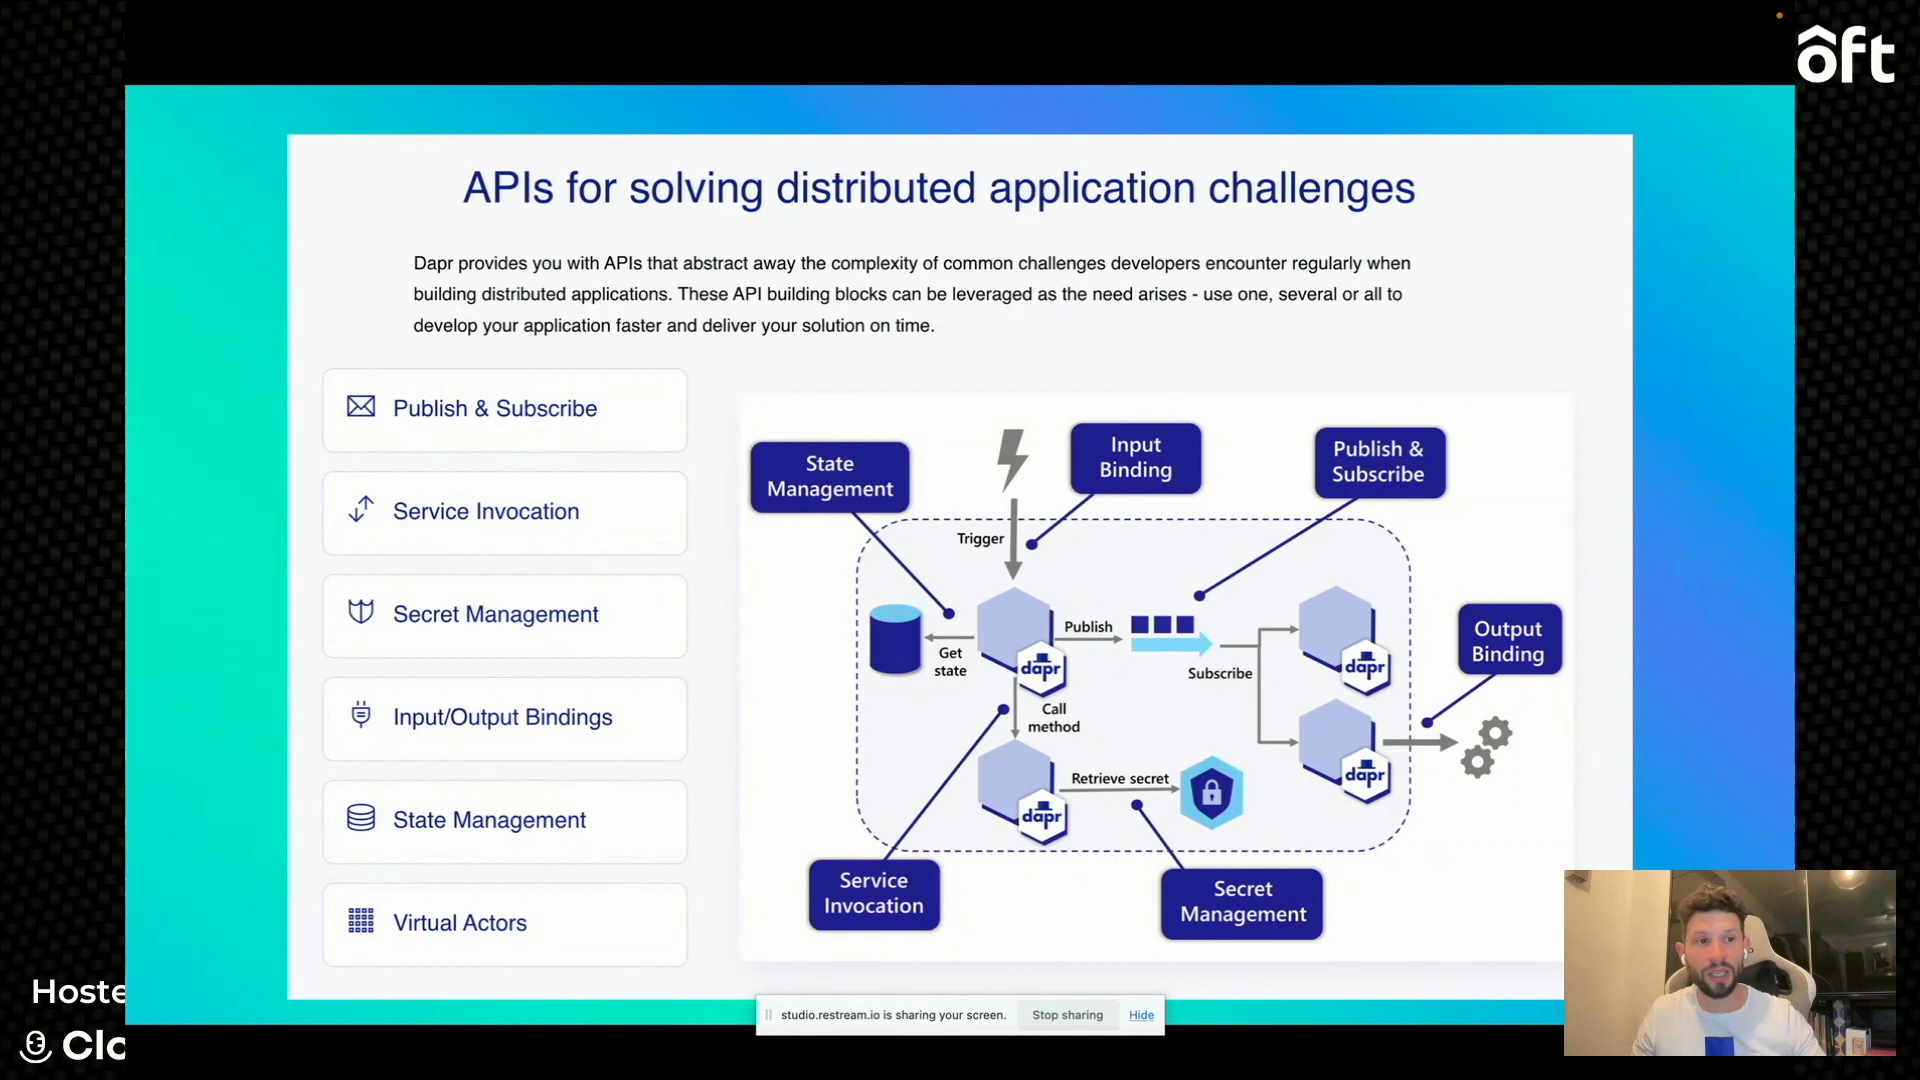 ôft
APIs for solving distributed application challenges
Dapr provides you with APIs that abstract away the complexity of common challenges developers encounter regularly when
building distributed applications. These API building blocks can be leveraged as the need arises - use one, several or all to
develop your application faster and deliver your solution on time.
Publish & Subscribe
Service Invocation
Secret Management
Input/Output Bindings
State Management
Virtual Actors
State
Management
Input
Binding
Publish &
Subscribe
Trigger
Output
Binding
Publish
Get
state
dapr
Subscribe
dapr
Call
method
dapr
Retrieve secret
dapr
Service
Invocation
Secret
Management
Hoste
Clo
studio.restream.io is sharing your screen.
Stop sharing
Hide